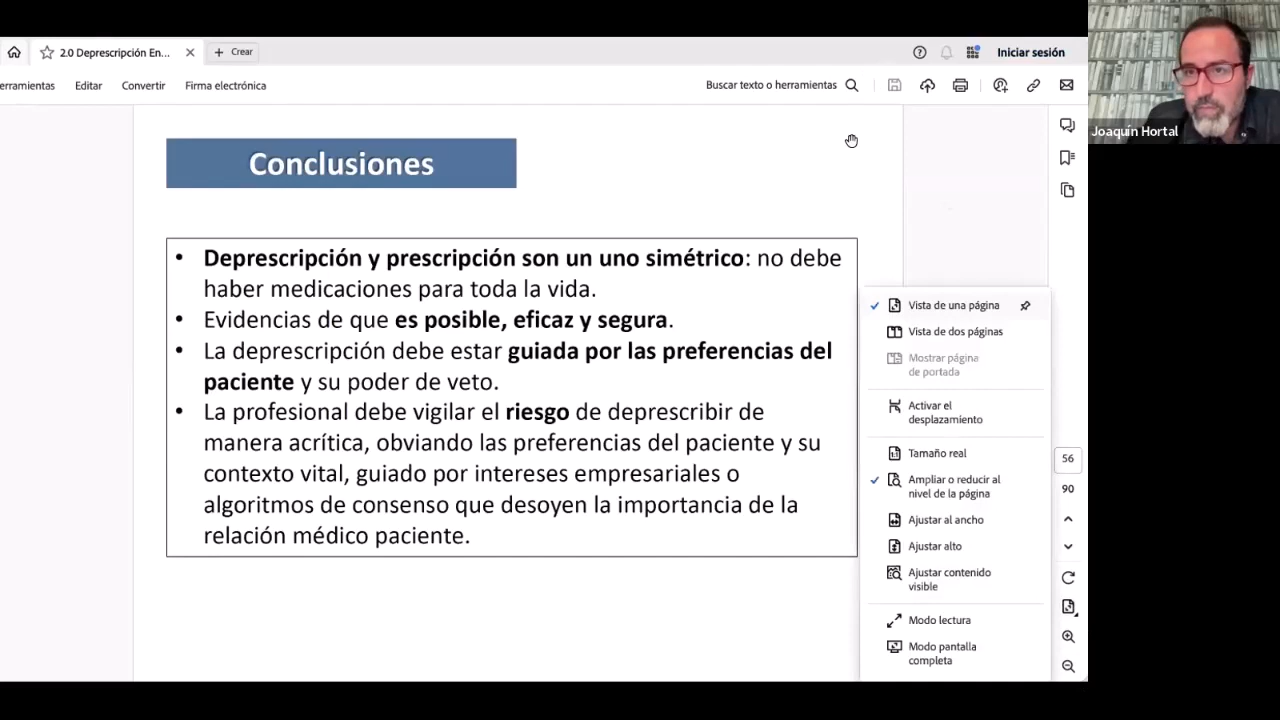 2.0 Deprescripción En...
Crear
Iniciar sesión
erramientas
Editar
Convertir
Firma electrónica
Buscar texto o herramientas
Joaquín Hortal
Conclusiones
• Deprescripción y prescripción son un uno simétrico: no debe
haber medicaciones para toda la vida.
• Evidencias de que es posible, eficaz y segura.
• La deprescripción debe estar guiada por las preferencias del
paciente y su poder de veto.
• La profesional debe vigilar el riesgo de deprescribir de
manera acrítica, obviando las preferencias del paciente y su
contexto vital, guiado por intereses empresariales o
algoritmos de consenso que desoyen la importancia de la
relación médico paciente.
Vista de una página
Vista de dos páginas
Mostrar página
de portada
Activar el
desplazamiento
Tamaño real
Ampliar o reducir al
nivel de la página
Ajustar al ancho
Ajustar alto
Ajustar contenido
visible
Modo lectura
Modo pantalla
completa
56
90